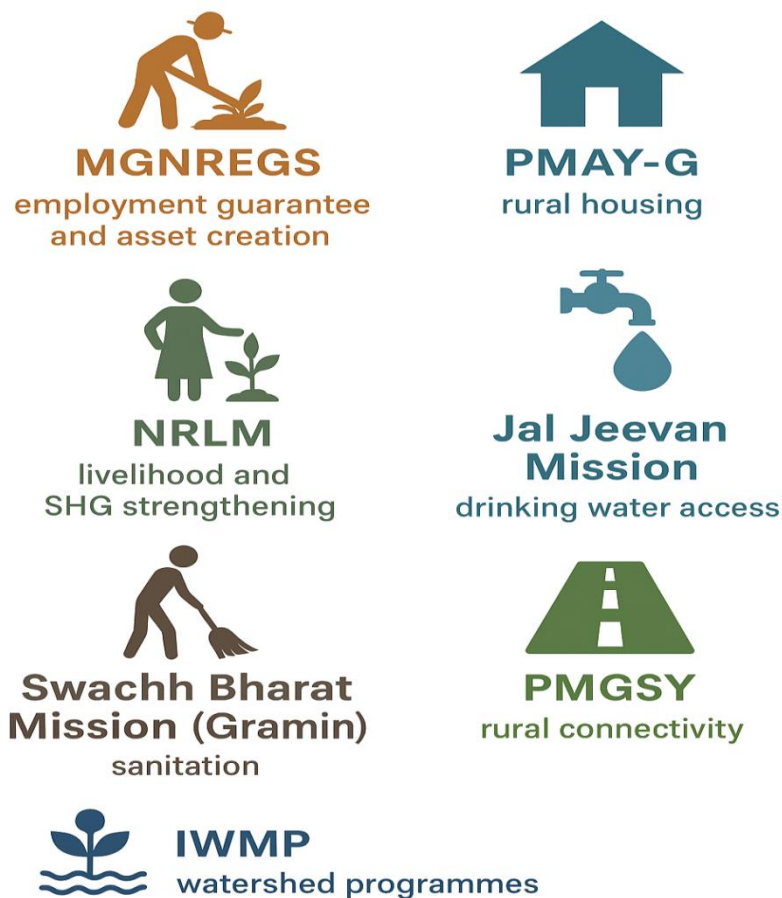 MGNREGS
employment guarantee
and asset creation
PMAY-G
rural housing
NRLM
livelihood and
SHG strengthening
Jal Jeevan
Mission
drinking water access
Swachh Bharat
Mission (Gramin)
sanitation
PMGSY
rural connectivity
IWMP
watershed programmes